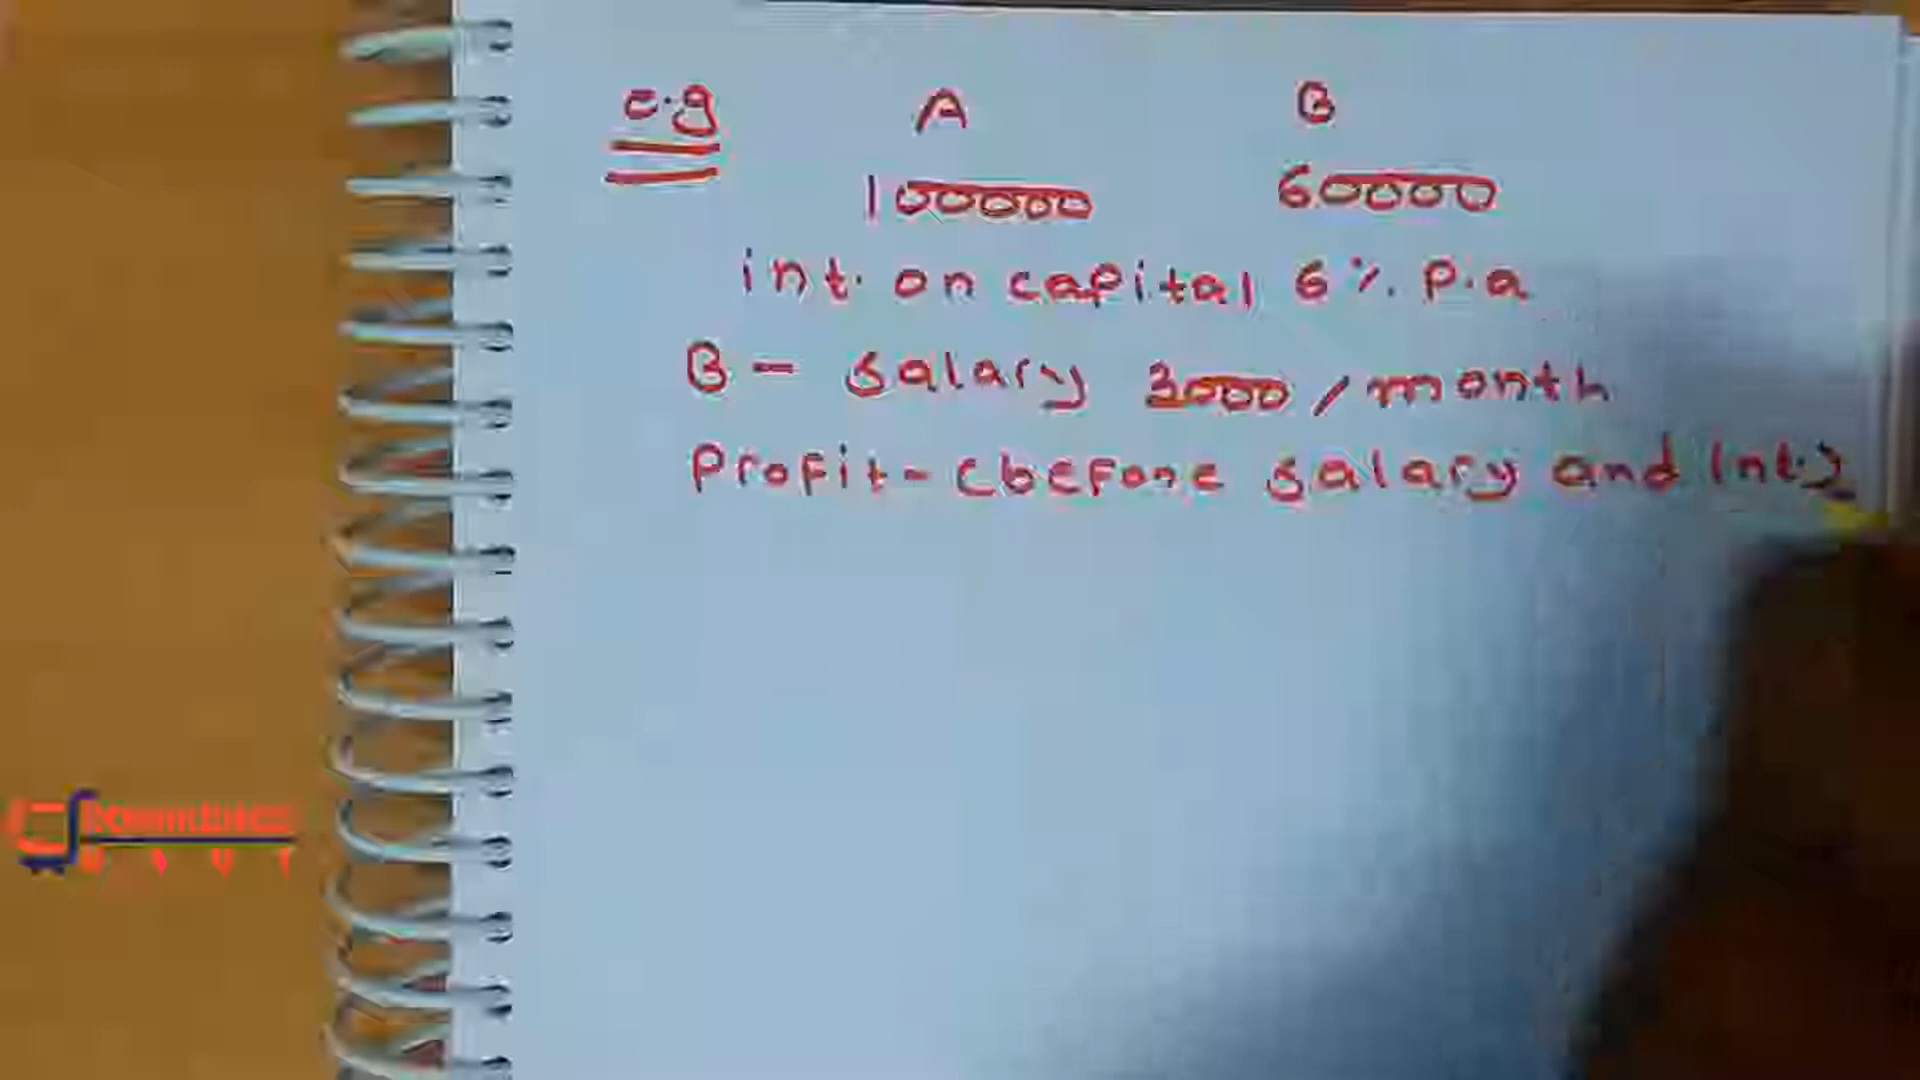 e.g A B
100000 60000
int. on capital 6%. P.a
B - salary 3000/month
Profit - (before salary and int.)